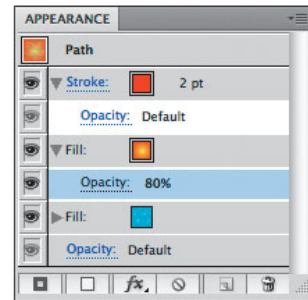 APPEARANCE
Path
Stroke: 2 pt
Opacity: Default
Fill:
Opacity: 80%
Fill:
Opacity: Default
fx